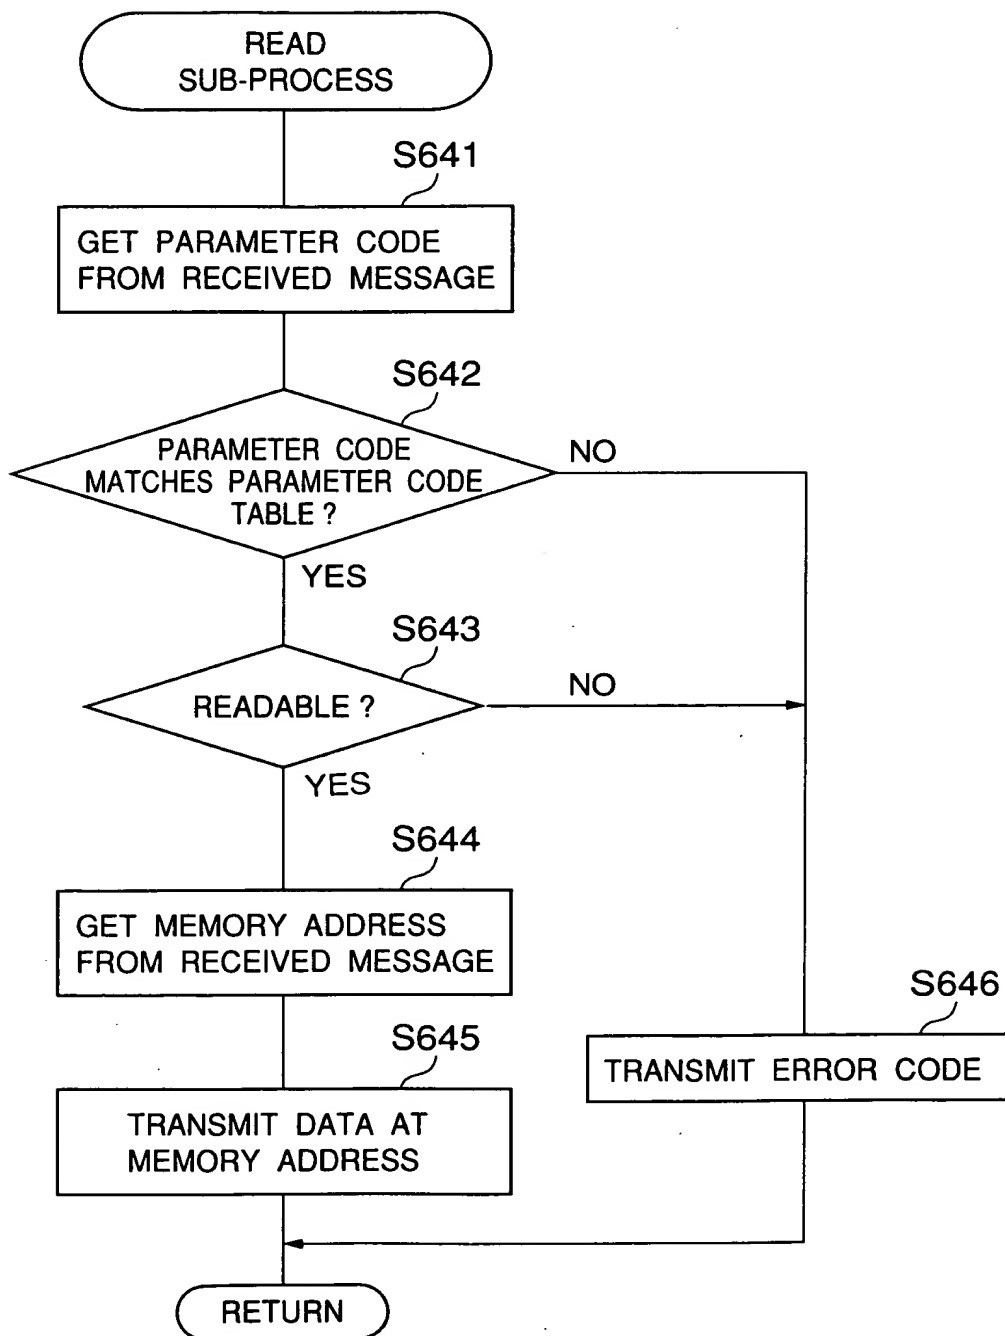 READ
SUB-PROCESS
S641
GET PARAMETER CODE
FROM RECEIVED MESSAGE
S642
PARAMETER CODE
MATCHES PARAMETER CODE
TABLE ?
NO
YES
S643
READABLE ?
NO
YES
S644
GET MEMORY ADDRESS
FROM RECEIVED MESSAGE
S645
TRANSMIT DATA AT
MEMORY ADDRESS
S646
TRANSMIT ERROR CODE
RETURN